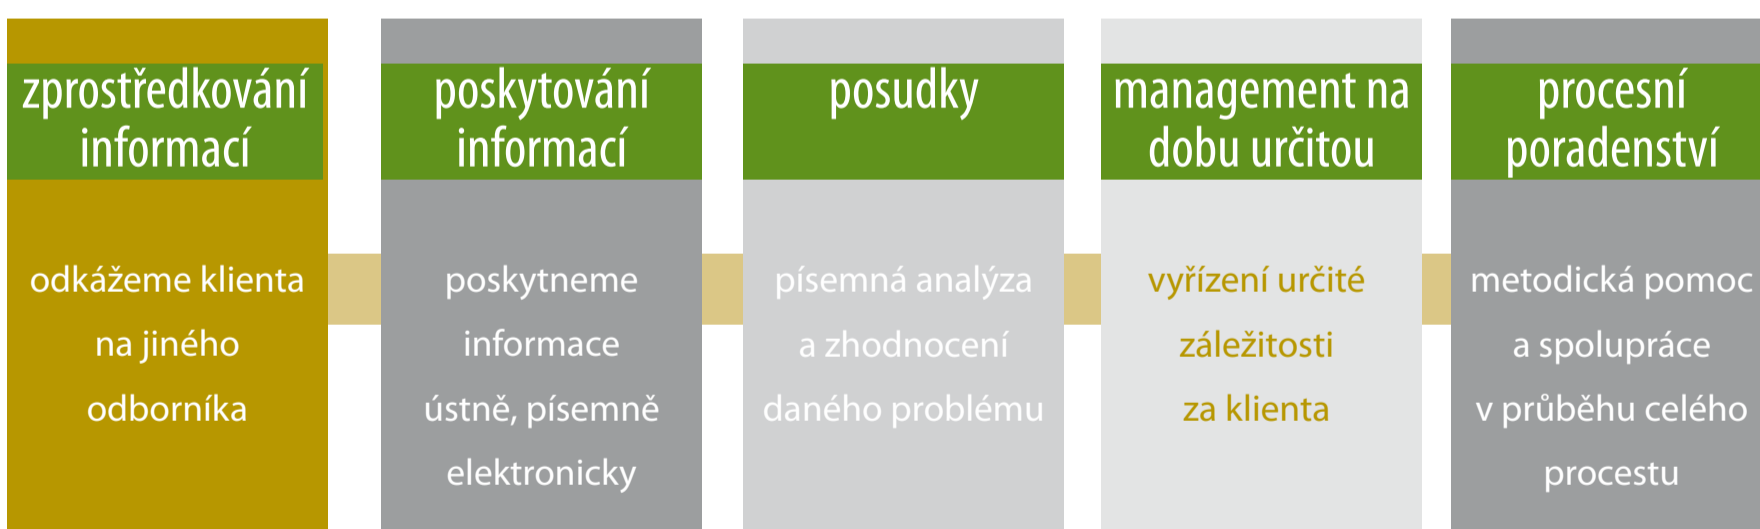 zprostředkování
informací
odkážeme klienta
na jiného
odborníka
poskytování
informací
poskytneme
informace
ústně, písemně
elektronicky
posudky
písemná analýza
a zhodnocení
daného problému
management na
dobu určitou
vyřízení určité
záležitosti
za klienta
procesní
poradenství
metodická pomoc
a spolupráce
v průběhu celého
procestu